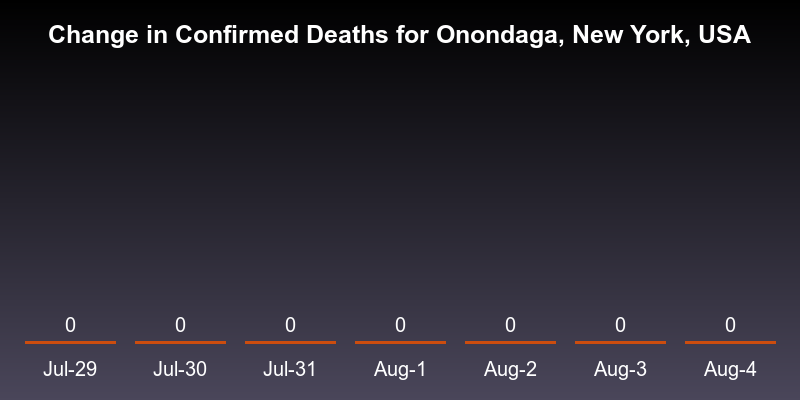 Change in Confirmed Deaths for Onondaga, New York, USA
0 0 0 0 0 0 0
Jul-29 Jul-30 Jul-31 Aug-1 Aug-2 Aug-3 Aug-4